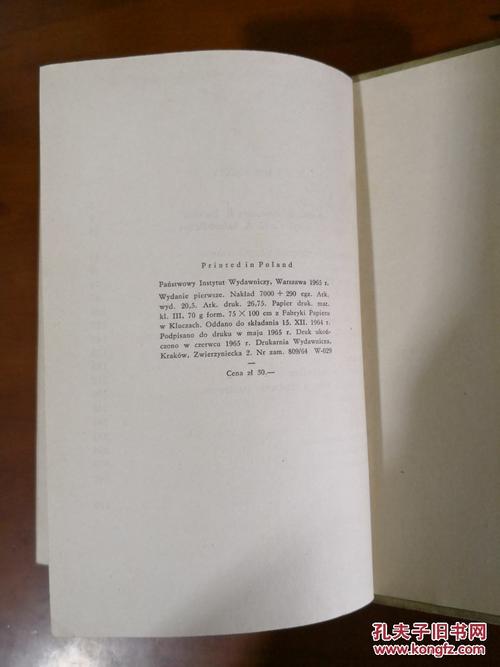 Printed in Poland
Państwowy Instytut Wydawniczy, Warszawa 1965 r.
Wydanie pierwsze. Nakład 7000 + 290 egz. Ark.
wyd. 20,5. Ark. druk. 26,75. Papier druk. mat.
kl. III, 70 g form. 75 × 100 cm z Fabryki Papieru
w Kluczach. Oddano do składania 15. XII. 1964 r.
Podpisano do druku w maju 1965 r. Druk ukoń-
czono w czerwcu 1965 r. Drukarnia Wydawnicza,
Kraków, Zwierzyniecka 2. Nr zam. 809/64 W-029
Cena zł 30.—
孔夫子旧书网
www.kongfz.com